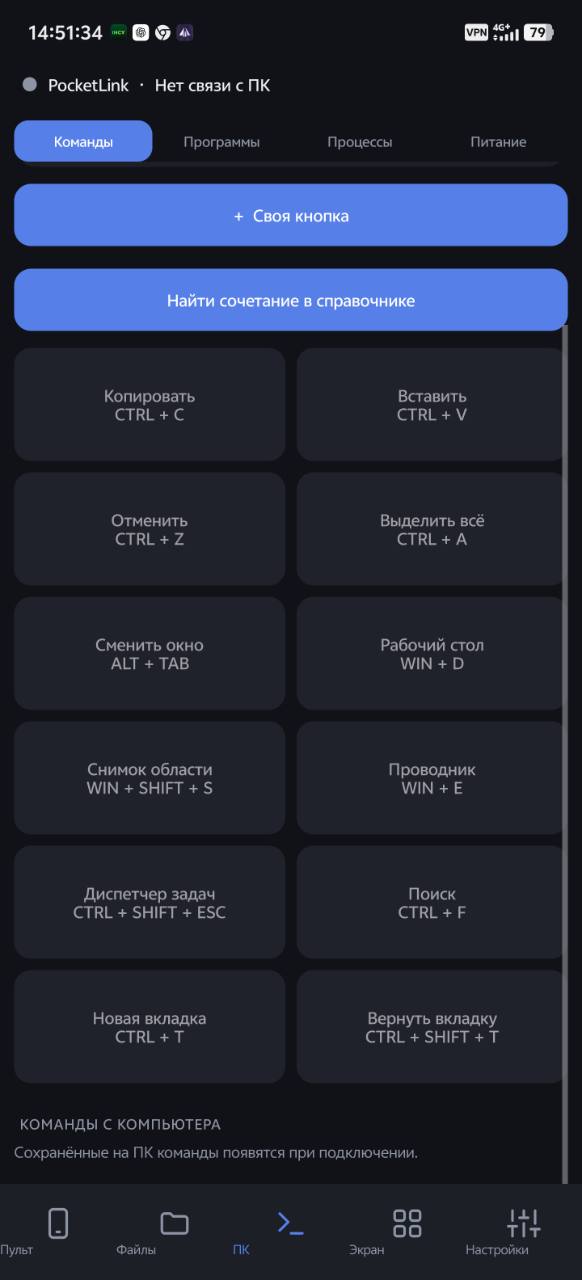 14:51:34
VPN 4G+ 79
PocketLink · Нет связи с ПК
Команды Программы Процессы Питание
+ Своя кнопка
Найти сочетание в справочнике
Копировать Вставить
CTRL + C CTRL + V
Отменить Выделить всё
CTRL + Z CTRL + A
Сменить окно Рабочий стол
ALT + TAB WIN + D
Снимок области Проводник
WIN + SHIFT + S WIN + E
Диспетчер задач Поиск
CTRL + SHIFT + ESC CTRL + F
Новая вкладка Вернуть вкладку
CTRL + T CTRL + SHIFT + T
КОМАНДЫ С КОМПЬЮТЕРА
Сохранённые на ПК команды появятся при подключении.
Пульт Файлы ПК Экран Настройки